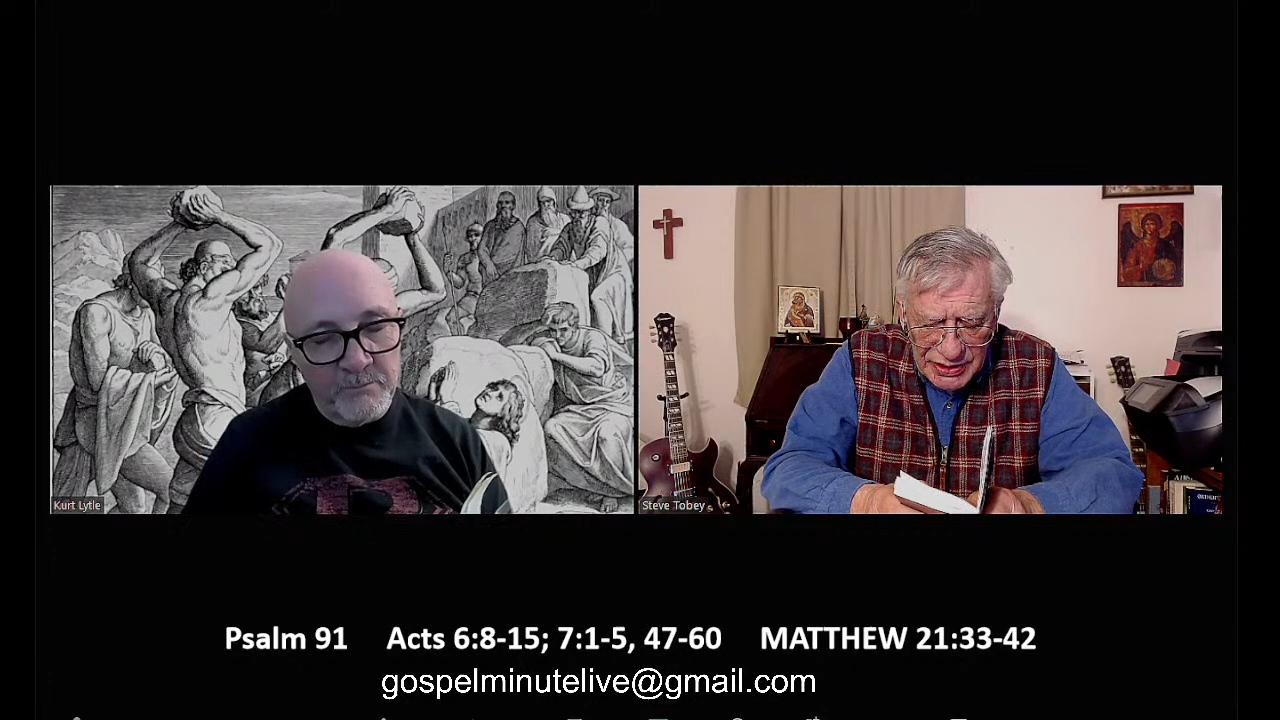 Kurt Lytle
Steve Tobey
Psalm 91 Acts 6:8-15; 7:1-5, 47-60 MATTHEW 21:33-42
gospelminutelive@gmail.com